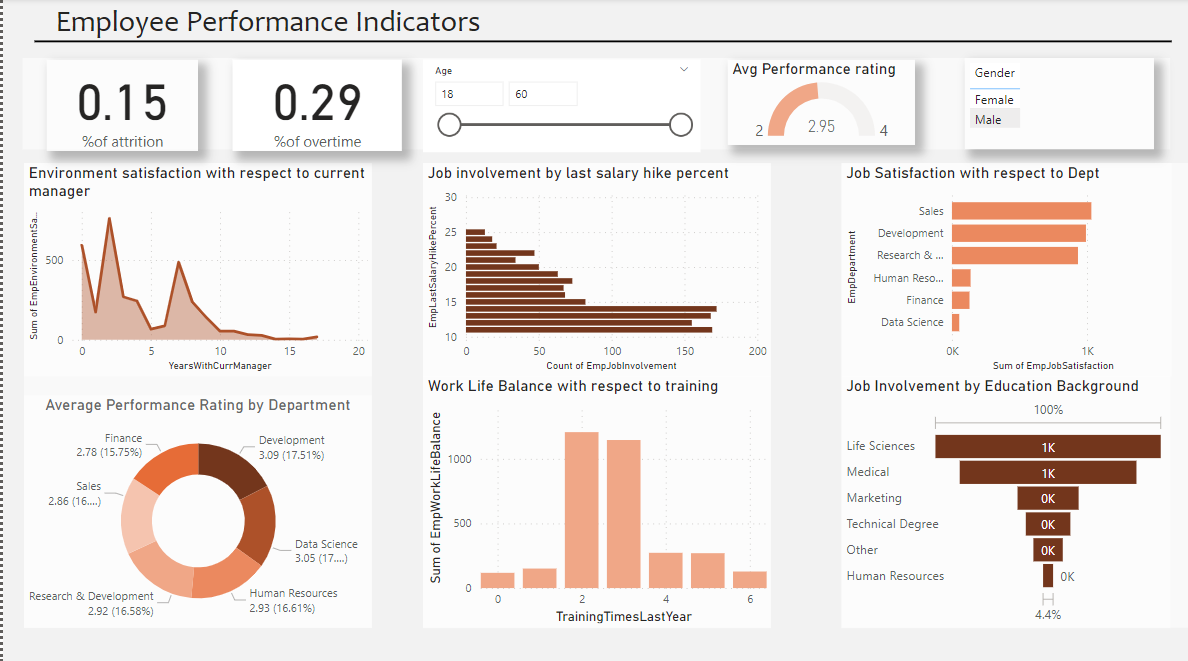 Employee Performance Indicators
0.15
%of attrition
0.29
%of overtime
Age
18
60
Avg Performance rating
2
2.95
4
Gender
Female
Male
Environment satisfaction with respect to current
manager
Sum of EmpEnvironmentSa...
500
0
0
5
10
15
20
YearsWithCurrManager
Job involvement by last salary hike percent
EmpLastSalaryHikePercent
30
25
20
15
10
0
50
100
150
200
Count of EmpJobInvolvement
Job Satisfaction with respect to Dept
EmpDepartment
Sales
Development
Research & ...
Human Reso...
Finance
Data Science
0K
1K
Sum of EmpJobSatisfaction
Average Performance Rating by Department
Finance
2.78 (15.75%)
Development
3.09 (17.51%)
Sales
2.86 (16....)
Data Science
3.05 (17....)
Research & Development
2.92 (16.58%)
Human Resources
2.93 (16.61%)
Work Life Balance with respect to training
Sum of EmpWorkLifeBalance
1000
500
0
0
2
4
6
TrainingTimesLastYear
Job Involvement by Education Background
100%
Life Sciences
1K
Medical
1K
Marketing
0K
Technical Degree
0K
Other
0K
Human Resources
0K
4.4%